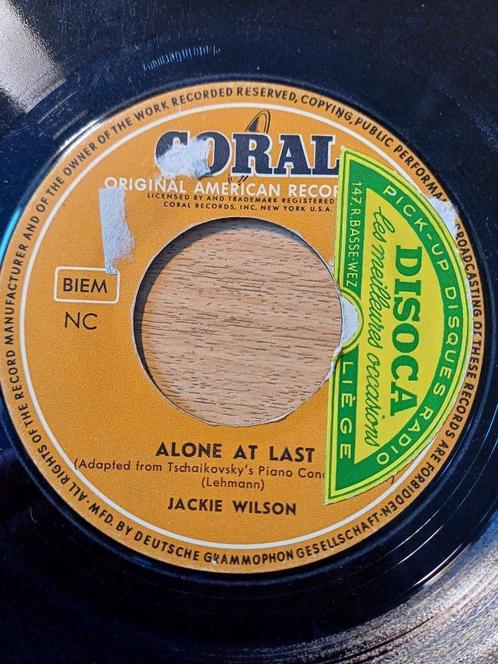 ALL RIGHTS OF THE RECORD MANUFACTURER AND OF THE OWNER OF THE WORK RECORDED RESERVED, COPYING, PUBLIC PERFORMA BROADCASTING OF THESE RECORDS ARE FORBIDDEN·
MFD. BY DEUTSCHE GRAMMOPHON GESELLSCHAFT·
CORAL
ORIGINAL AMERICAN RECOR
LICENSED BY AND TRADEMARK REGISTERED
CORAL RECORDS, INC. NEW YORK U.S.A.
BIEM
NC
PICK-UP DISQUES RADIO
DISOCA
les meilleures occasions
147, R. BASSE-WEZ
LIÈGE
ALONE AT LAST
(Adapted from Tschaikovsky's Piano Con
(Lehmann)
JACKIE WILSON